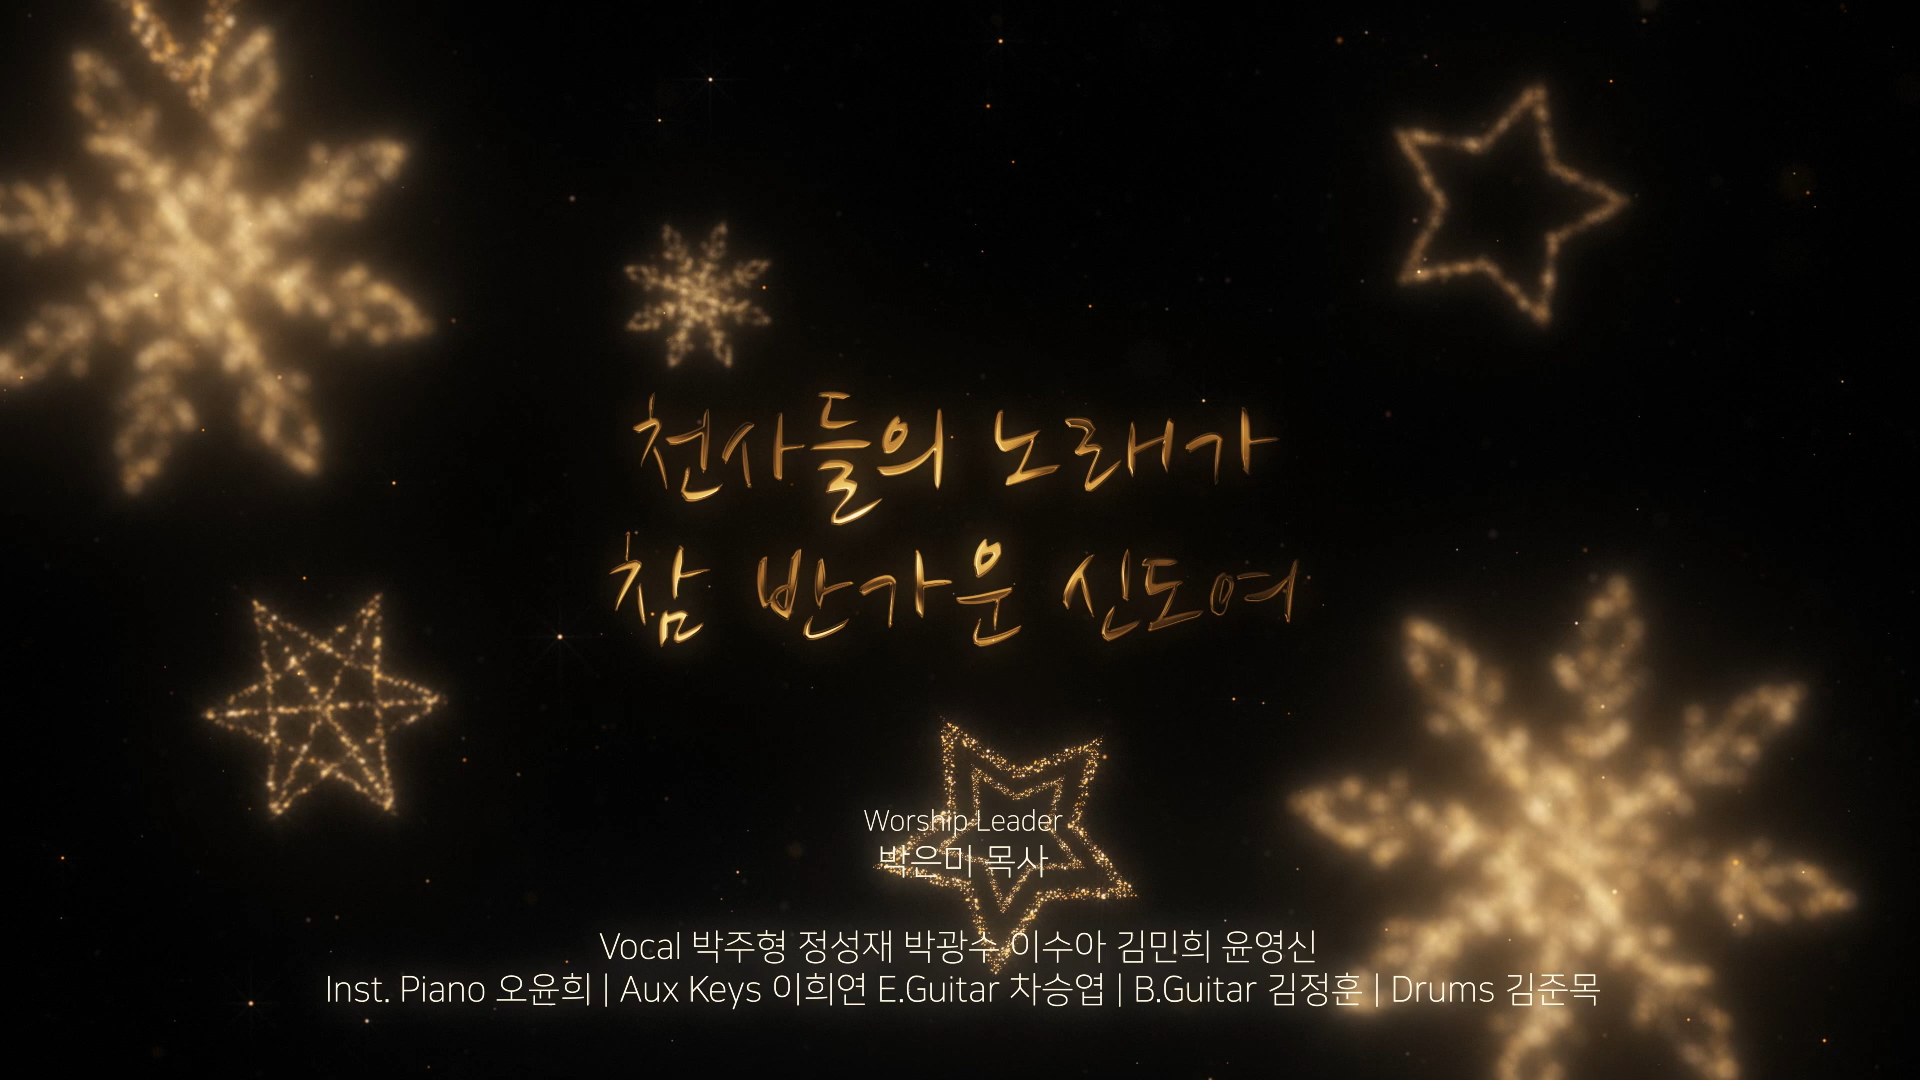 천사들의 노래가
참 반가운 신도여
Worship Leader
박은미 목사
Vocal 박주형 정성재 박광수 이수아 김민희 윤영신
Inst. Piano 오윤희 | Aux Keys 이희연 E.Guitar 차승엽 | B.Guitar 김정훈 | Drums 김준목